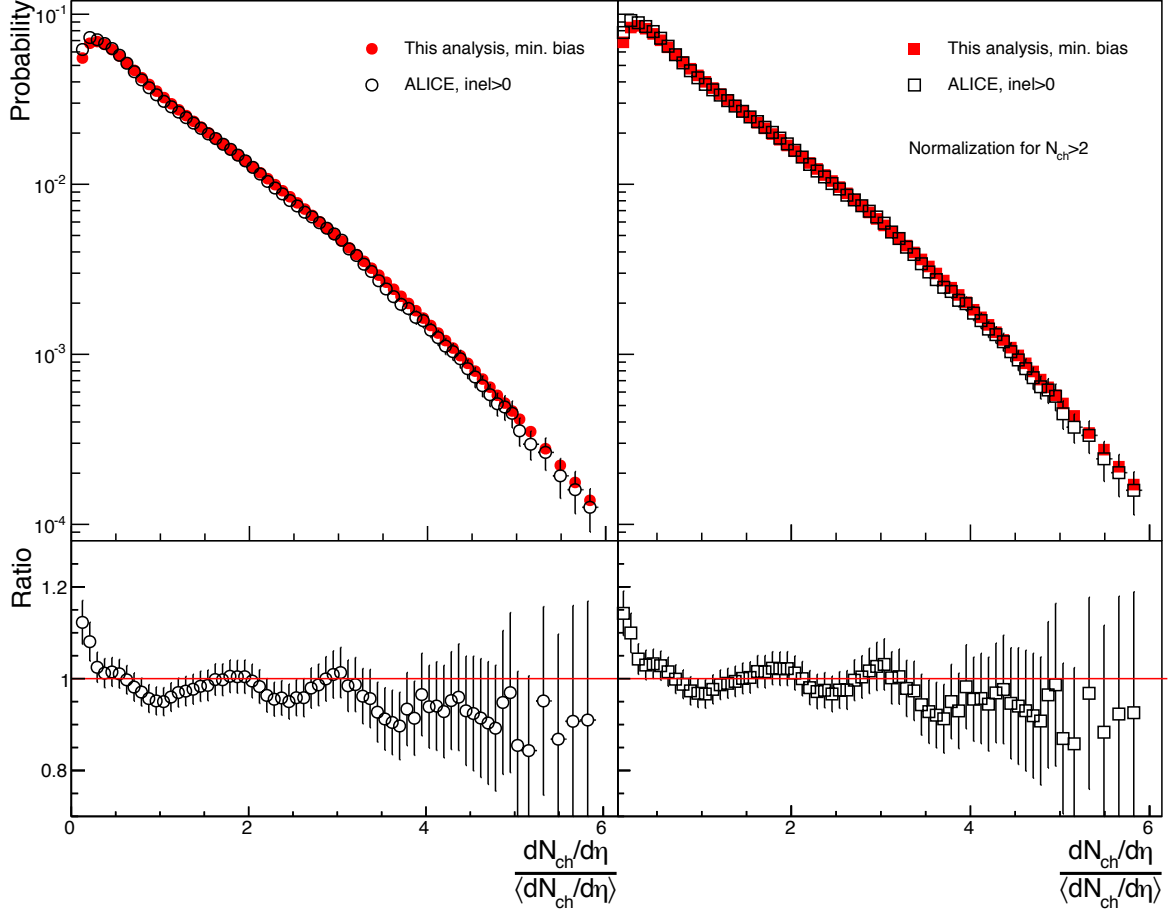 Probability
10⁻¹
10⁻²
10⁻³
10⁻⁴
This analysis, min. bias
ALICE, inel>0
This analysis, min. bias
ALICE, inel>0
Normalization for N_ch>2
Ratio
1.2
1
0.8
0 2 4 6
2 4 6
dN_ch/dη
⟨dN_ch/dη⟩
dN_ch/dη
⟨dN_ch/dη⟩